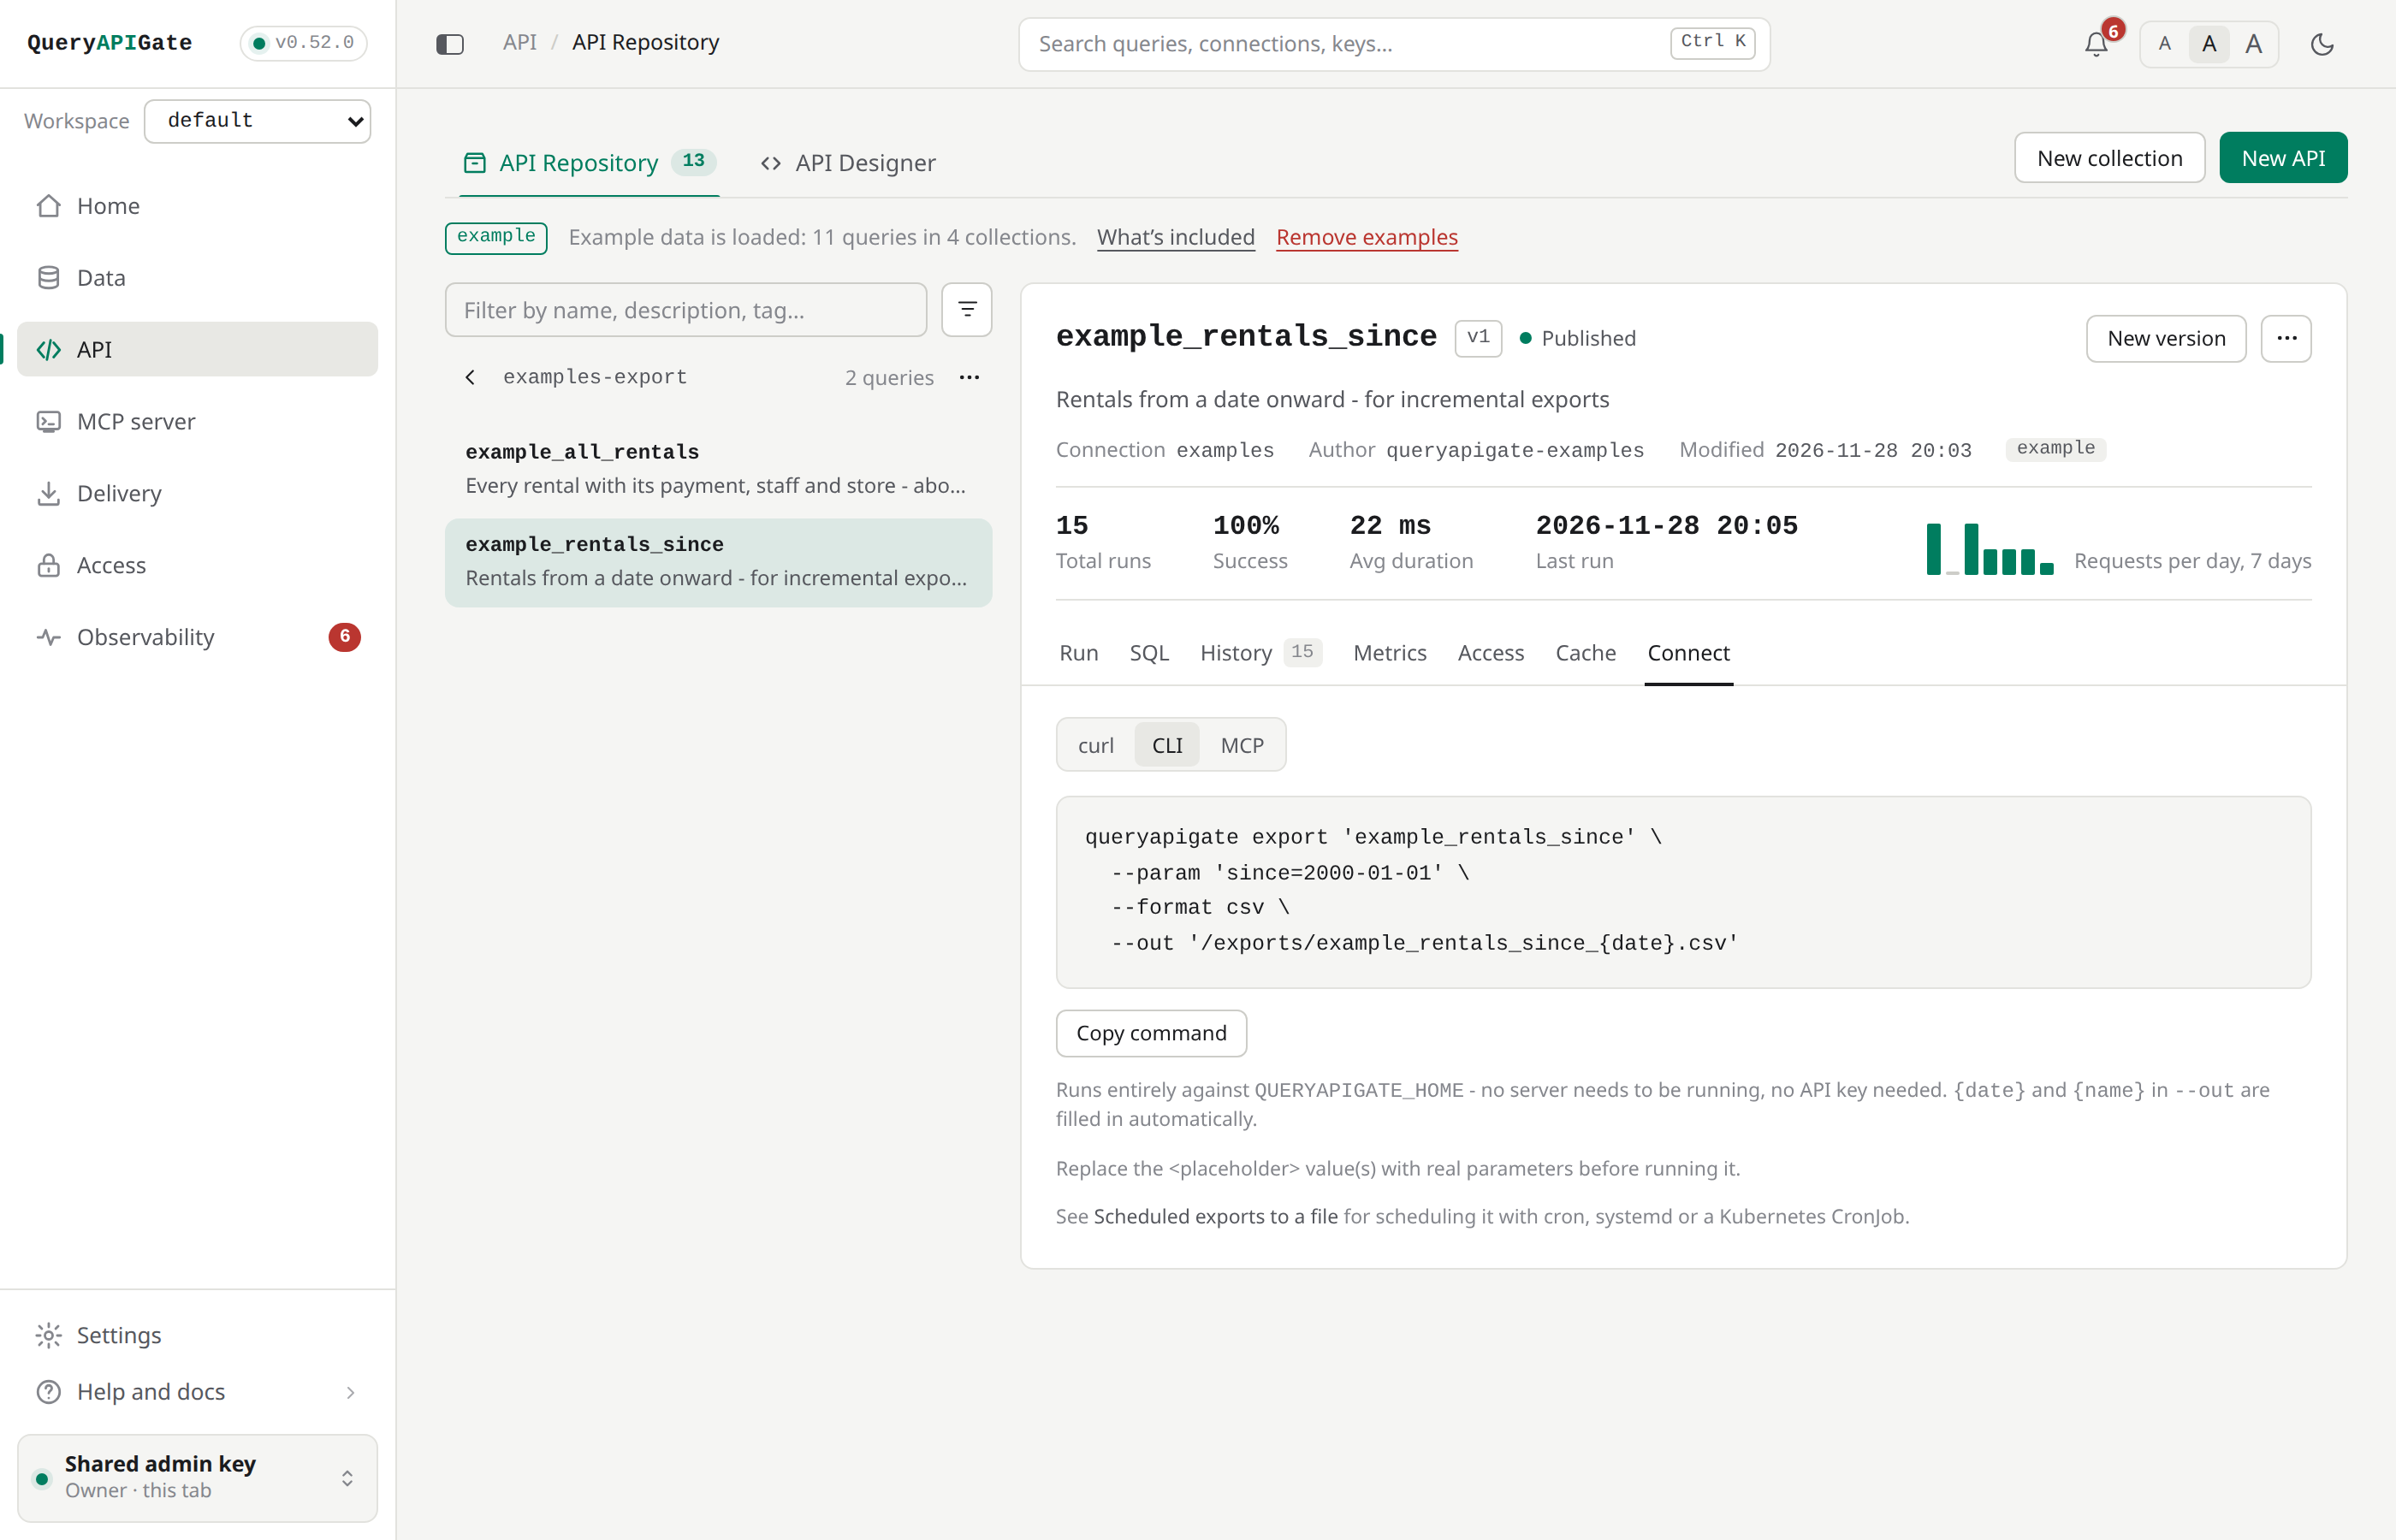 QueryAPIGate
v0.52.0
API / API Repository
Search queries, connections, keys...
Ctrl K
6
A A A
Workspace
default
Home
Data
API
MCP server
Delivery
Access
Observability
6
Settings
Help and docs
Shared admin key
Owner · this tab
API Repository 13
API Designer
New collection
New API
example
Example data is loaded: 11 queries in 4 collections.
What's included
Remove examples
Filter by name, description, tag...
examples-export
2 queries
example_all_rentals
Every rental with its payment, staff and store - abo...
example_rentals_since
Rentals from a date onward - for incremental expo...
example_rentals_since
v1
Published
New version
Rentals from a date onward - for incremental exports
Connection examples
Author queryapigate-examples
Modified 2026-11-28 20:03
example
15
Total runs
100%
Success
22 ms
Avg duration
2026-11-28 20:05
Last run
Requests per day, 7 days
Run
SQL
History 15
Metrics
Access
Cache
Connect
curl
CLI
MCP
queryapigate export 'example_rentals_since' \
--param 'since=2000-01-01' \
--format csv \
--out '/exports/example_rentals_since_{date}.csv'
Copy command
Runs entirely against QUERYAPIGATE_HOME - no server needs to be running, no API key needed. {date} and {name} in --out are
filled in automatically.
Replace the <placeholder> value(s) with real parameters before running it.
See Scheduled exports to a file for scheduling it with cron, systemd or a Kubernetes CronJob.